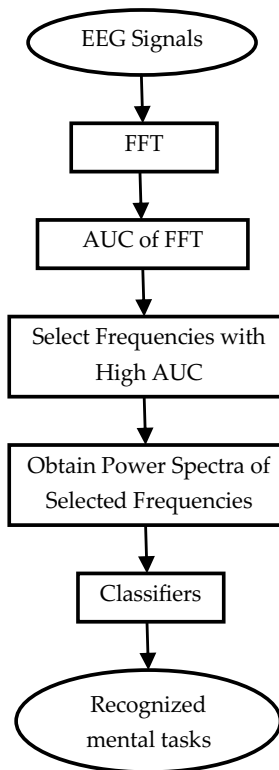 EEG Signals
FFT
AUC of FFT
Select Frequencies with
High AUC
Obtain Power Spectra of
Selected Frequencies
Classifiers
Recognized
mental tasks